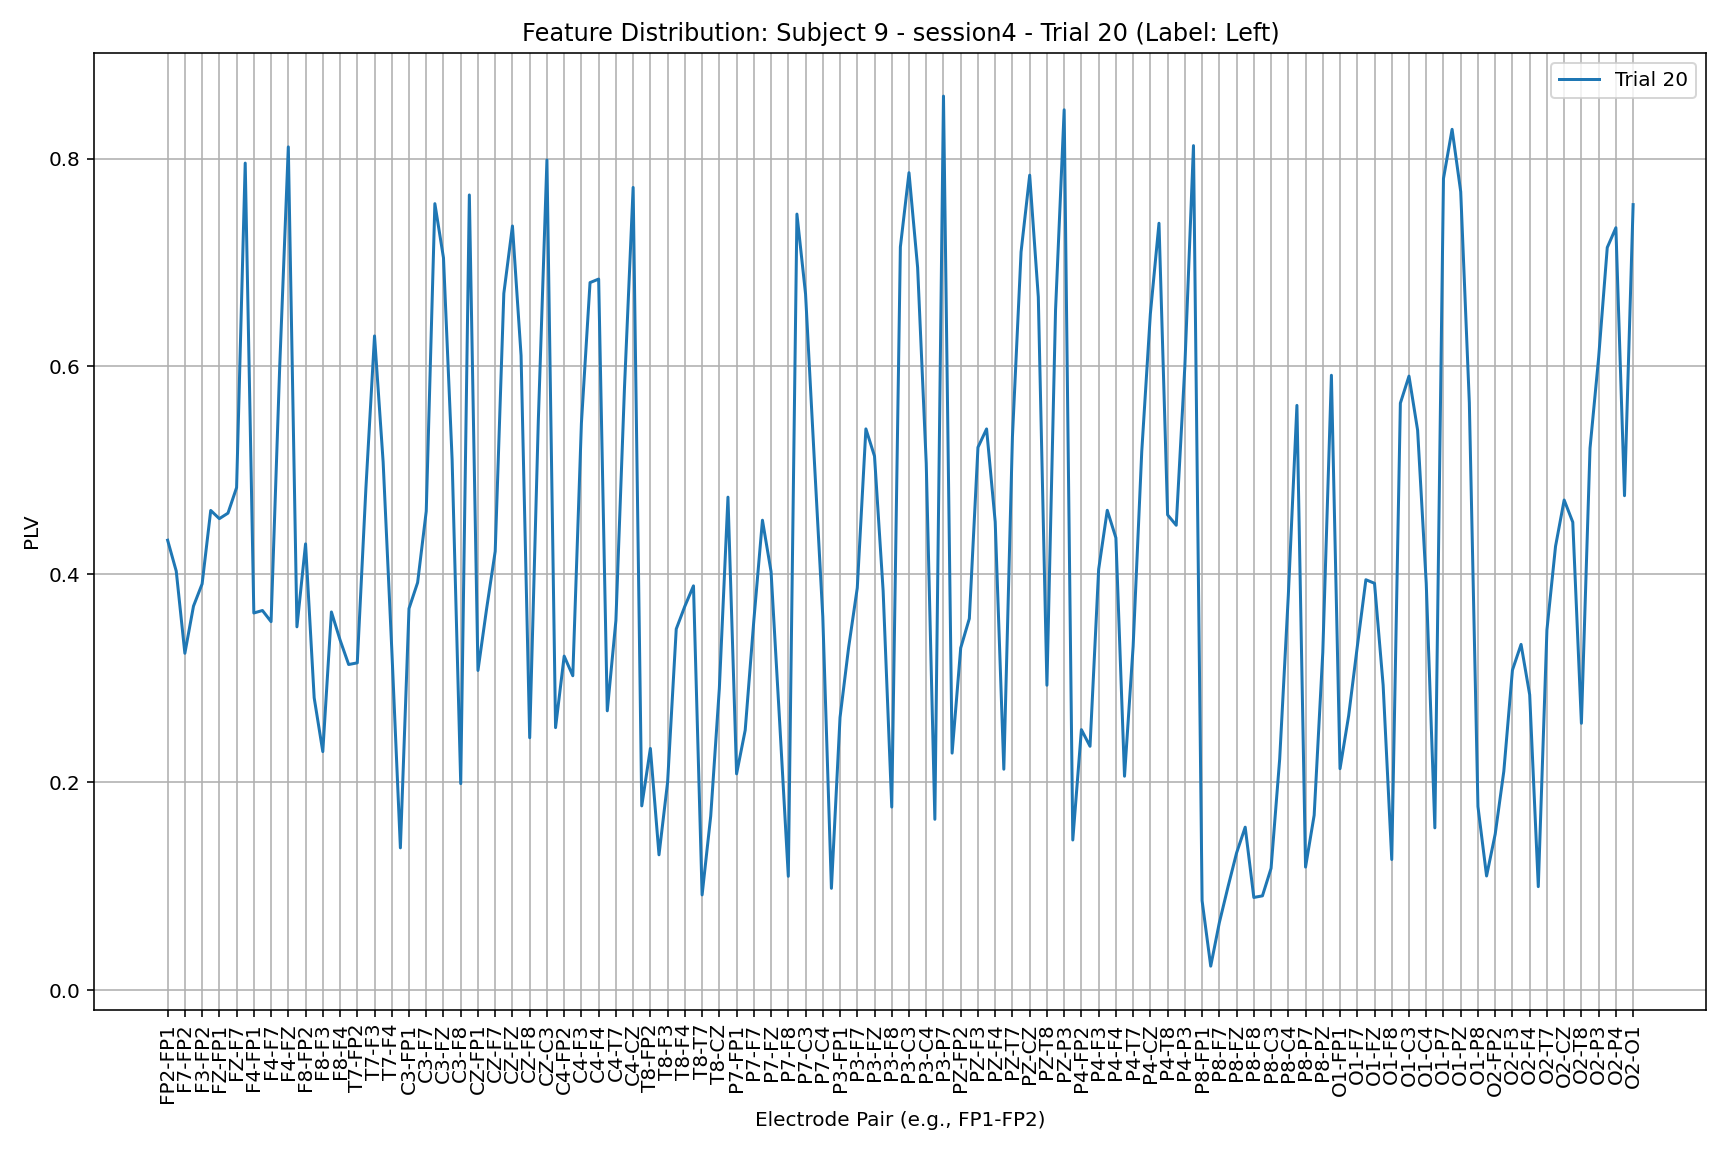 Feature Distribution: Subject 9 - session4 - Trial 20 (Label: Left)
Trial 20
PLV
0.8
0.6
0.4
0.2
0.0
FP2-FP1
F7-FP2
F3-FP2
FZ-FP1
FZ-F7
F4-FP1
F4-F7
F4-FZ
F8-FP2
F8-F3
F8-F4
T7-FP2
T7-F3
T7-F4
C3-FP1
C3-F7
C3-FZ
C3-F8
CZ-FP1
CZ-F7
CZ-FZ
CZ-F8
CZ-C3
C4-FP2
C4-F3
C4-F4
C4-T7
C4-CZ
T8-FP2
T8-F3
T8-F4
T8-T7
T8-CZ
P7-FP1
P7-F7
P7-FZ
P7-F8
P7-C3
P7-C4
P3-FP1
P3-F7
P3-FZ
P3-F8
P3-C3
P3-C4
P3-P7
PZ-FP2
PZ-F3
PZ-F4
PZ-T7
PZ-CZ
PZ-T8
PZ-P3
P4-FP2
P4-F3
P4-F4
P4-T7
P4-CZ
P4-T8
P4-P3
P8-FP1
P8-F7
P8-FZ
P8-F8
P8-C3
P8-C4
P8-P7
P8-PZ
O1-FP1
O1-F7
O1-FZ
O1-F8
O1-C3
O1-C4
O1-P7
O1-PZ
O1-P8
O2-FP2
O2-F3
O2-F4
O2-T7
O2-CZ
O2-T8
O2-P3
O2-P4
O2-O1
Electrode Pair (e.g., FP1-FP2)